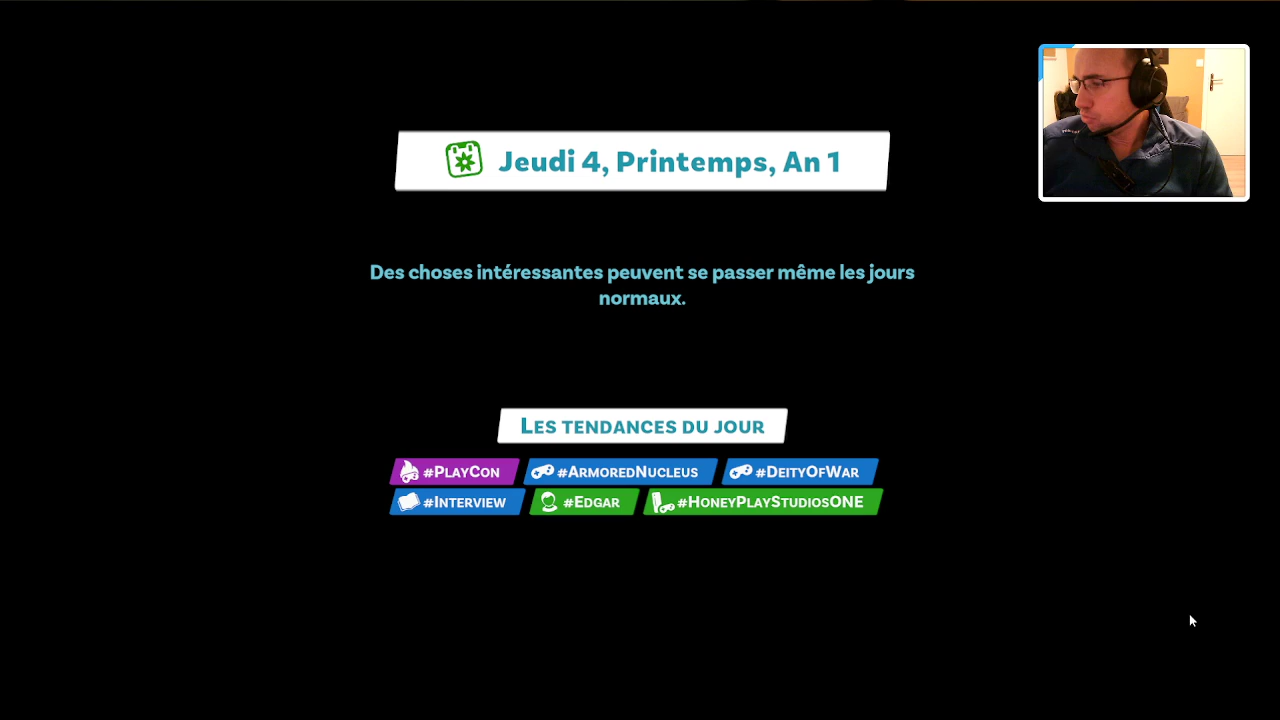 Jeudi 4, Printemps, An 1
Des choses intéressantes peuvent se passer même les jours
normaux.
LES TENDANCES DU JOUR
#PLAYCON #ARMOREDNUCLEUS #DEITYOFWAR
#INTERVIEW #EDGAR #HONEYPLAYSTUDIOSONE